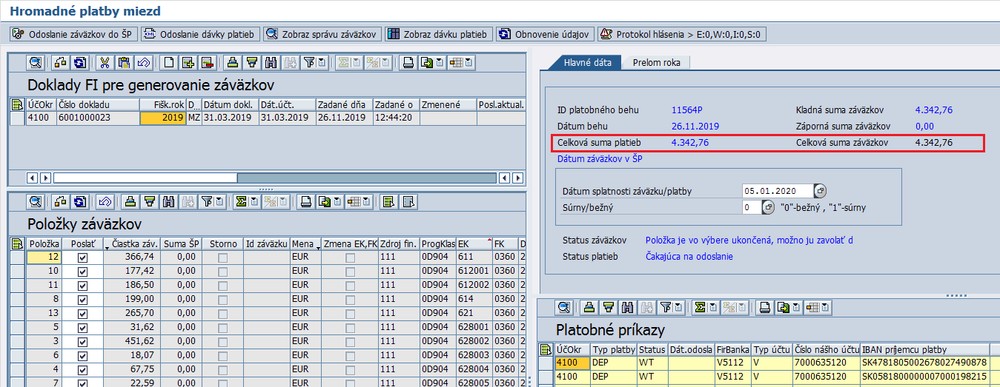 Hromadné platby miezd
Odoslanie záväzkov do ŠP Odoslanie dávky platieb Zobraz správu záväzkov Zobraz dávku platieb Obnovenie údajov Protokol hlásenia > E:0,W:0,I:0,S:0
Doklady FI pre generovanie záväzkov
ÚčOkr Číslo dokladu Fišk.rok D... Dátum dokl. Dát.účt. Zadané dňa Zadané o Zmenené Posl.aktual.
4100 6001000023 2019 MZ 31.03.2019 31.03.2019 26.11.2019 12:44:20
Položky záväzkov
Položka Poslať Čiastka záv. Suma ŠP Storno Id záväzku Mena Zmena EK,FK Zdroj fin. ProgKlas EK FK D
12 366,74 0,00 EUR 111 0D904 611 0360 2
10 177,42 0,00 EUR 111 0D904 612001 0360 2
11 186,50 0,00 EUR 111 0D904 612002 0360 2
8 199,00 0,00 EUR 111 0D904 614 0360 2
13 265,70 0,00 EUR 111 0D904 621 0360 2
5 31,62 0,00 EUR 111 0D904 628001 0360 2
3 451,62 0,00 EUR 111 0D904 628002 0360 2
6 18,07 0,00 EUR 111 0D904 628003 0360 2
4 67,75 0,00 EUR 111 0D904 628004 0360 2
7 22,59 0,00 EUR 111 0D904 628005 0360 2
Hlavné dáta Prelom roka
ID platobného behu 11564P Kladná suma záväzkov 4.342,76
Dátum behu 26.11.2019 Záporná suma záväzkov 0,00
Celková suma platieb 4.342,76 Celková suma záväzkov 4.342,76
Dátum záväzkov v ŠP
Dátum splatnosti záväzku/platby 05.01.2020
Súrny/bežný 0 "0"-bežný , "1"-súrny
Status záväzkov Položka je vo výbere ukončená, možno ju zavolať d
Status platieb Čakajúca na odoslanie
Platobné príkazy
ÚčOkr Typ platby Status Dát.odosla FirBanka Typ účtu Číslo nášho účtu IBAN príjemcu platby
4100 DEP WT V5112 V 7000635120 SK4781805002678027490878
4100 DEP WT V5112 V 7000635120 SK0581800000007000198215